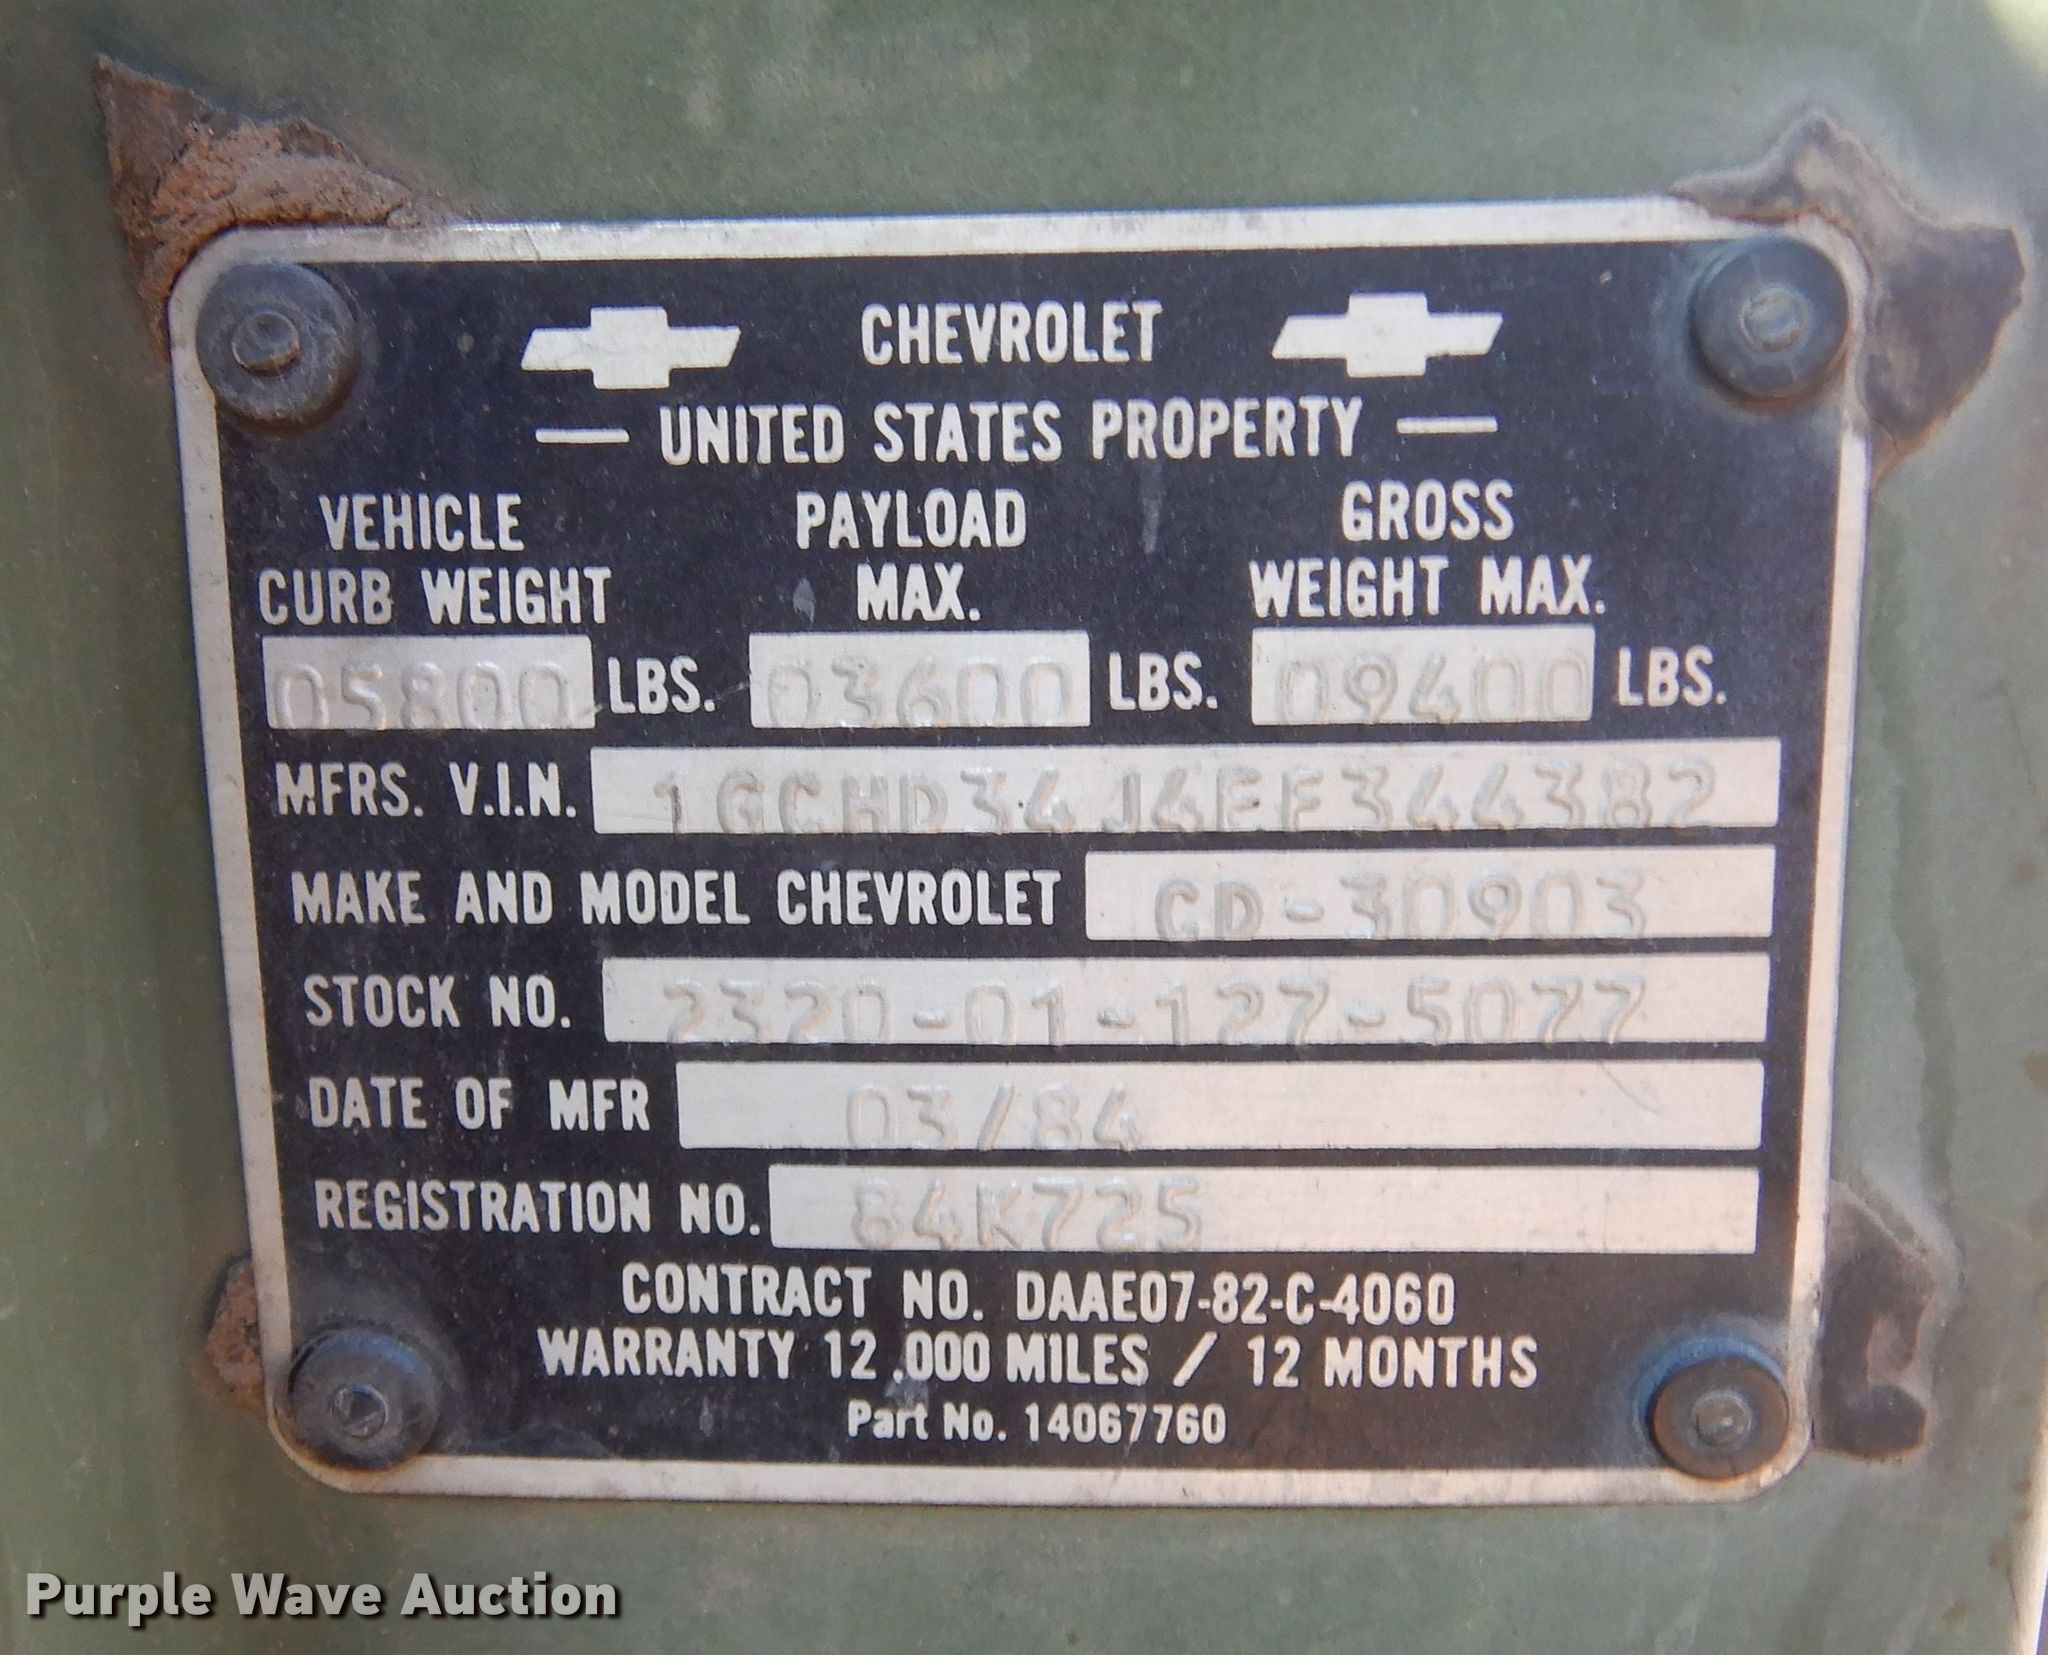 CHEVROLET
— UNITED STATES PROPERTY —
VEHICLE CURB WEIGHT
05800 LBS.
PAYLOAD MAX.
03600 LBS.
GROSS WEIGHT MAX.
09400 LBS.
MFRS. V.I.N. 1GCHD34J4EF344382
MAKE AND MODEL CHEVROLET CD-30903
STOCK NO. 2320-01-127-5077
DATE OF MFR 03/84
REGISTRATION NO. 84K725
CONTRACT NO. DAAE07-82-C-4060
WARRANTY 12,000 MILES / 12 MONTHS
Part No. 14067760
Purple Wave Auction